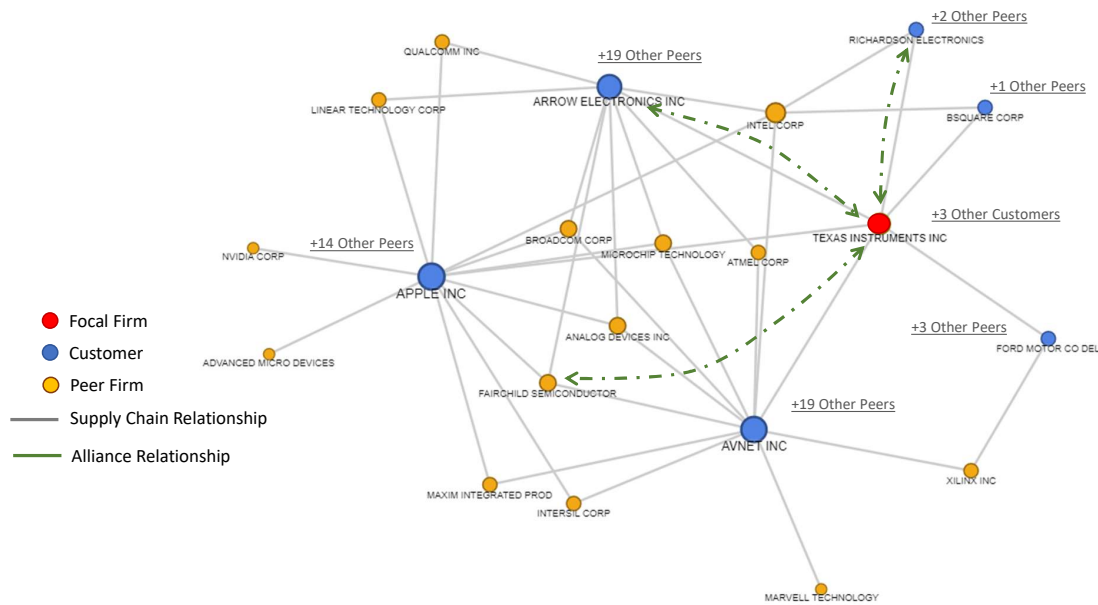 +2 Other Peers
RICHARDSON ELECTRONICS
QUALCOMM INC
+19 Other Peers
+1 Other Peers
ARROW ELECTRONICS INC
LINEAR TECHNOLOGY CORP
BSQUARE CORP
INTEL CORP
+3 Other Customers
TEXAS INSTRUMENTS INC
+14 Other Peers
BROADCOM CORP
MICROCHIP TECHNOLOGY
NVIDIA CORP
ATMEL CORP
APPLE INC
Focal Firm
+3 Other Peers
ANALOG DEVICES INC
FORD MOTOR CO DEL
Customer
ADVANCED MICRO DEVICES
Peer Firm
FAIRCHILD SEMICONDUCTOR
+19 Other Peers
Supply Chain Relationship
AVNET INC
Alliance Relationship
XILINX INC
MAXIM INTEGRATED PROD
INTERSIL CORP
MARVELL TECHNOLOGY